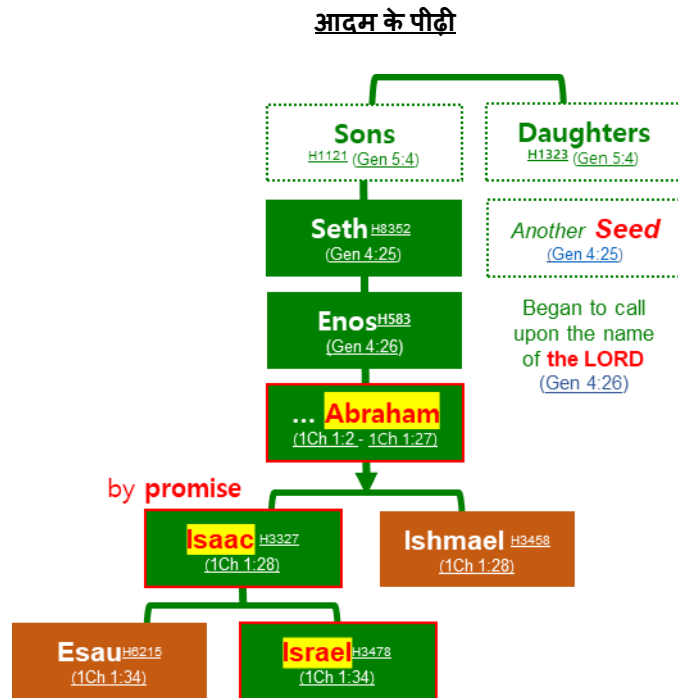 आदम के पीढ़ी
Sons
H1121 (Gen 5:4)
Daughters
H1323 (Gen 5:4)
Seth H8352
(Gen 4:25)
Another Seed
(Gen 4:25)
Enos H583
(Gen 4:26)
Began to call
upon the name
of the LORD
(Gen 4:26)
... Abraham
(1Ch 1:2 - 1Ch 1:27)
by promise
Isaac H3327
(1Ch 1:28)
Ishmael H3458
(1Ch 1:28)
Esau H6215
(1Ch 1:34)
Israel H3478
(1Ch 1:34)